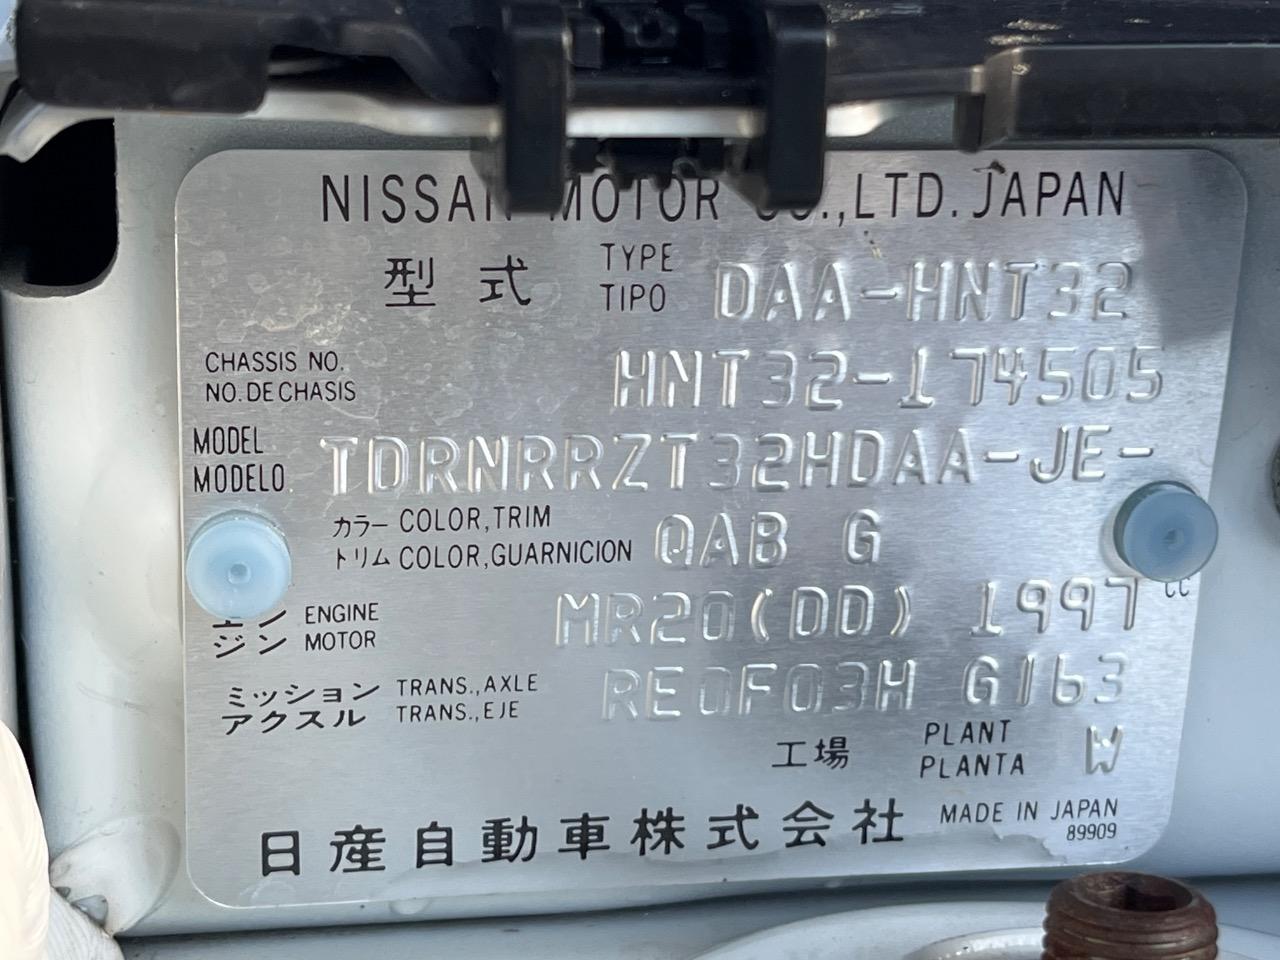 NISSAN MOTOR CO.,LTD. JAPAN
型式 TYPE TIPO DAA-HNT32
CHASSIS NO.
NO. DE CHASIS HNT32-174505
MODEL
MODELO TDRNRRZT32HDAA-JE-
カラー COLOR,TRIM
トリム COLOR,GUARNICION QAB G
エンジン ENGINE MOTOR MR20(DD) 1997 cc
ミッション TRANS.,AXLE
アクスル TRANS.,EJE RE0F03H G163
工場 PLANT PLANTA W
日産自動車株式会社 MADE IN JAPAN
89909